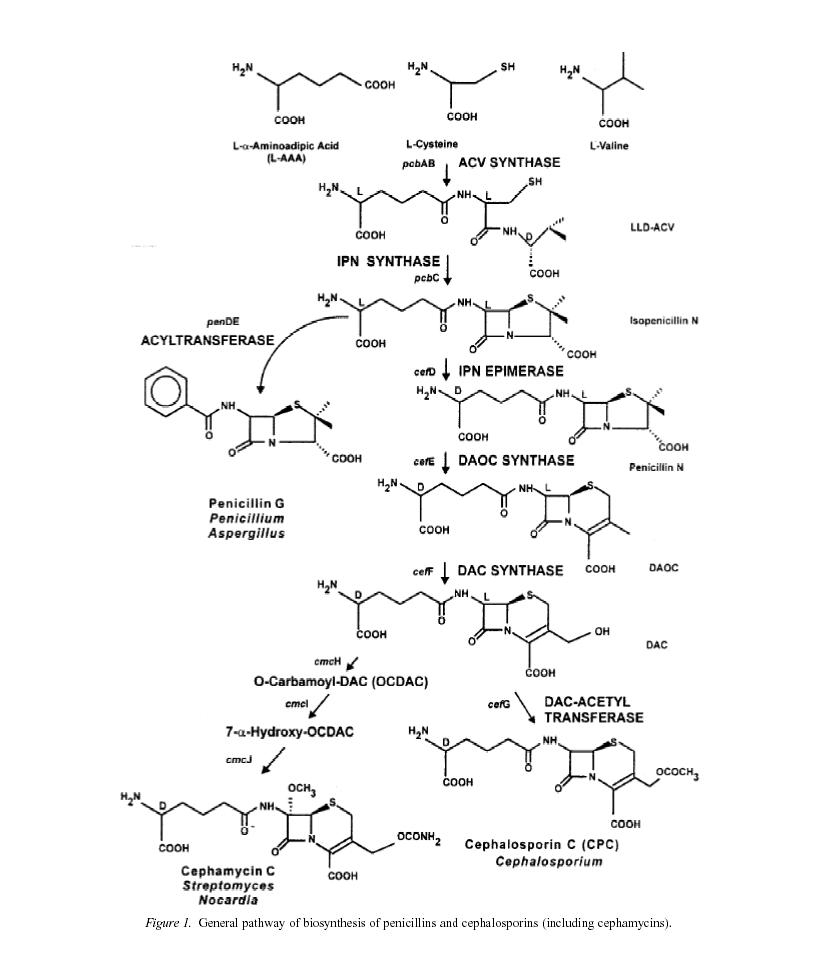 H2N
COOH
COOH
L-α-Aminoadipic Acid
(L-AAA)
H2N
SH
COOH
L-Cysteine
H2N
COOH
L-Valine
pcbAB
ACV SYNTHASE
H2N
L
COOH
O
NH
L
SH
O
NH
D
COOH
LLD-ACV
IPN SYNTHASE
pcbC
H2N
L
COOH
O
NH
L
S
O
N
COOH
Isopenicillin N
penDE
ACYLTRANSFERASE
cefD
IPN EPIMERASE
H2N
D
COOH
O
NH
L
S
O
N
COOH
Penicillin N
O
NH
S
O
N
COOH
Penicillin G
Penicillium
Aspergillus
cefE
DAOC SYNTHASE
H2N
D
COOH
O
NH
L
S
O
N
COOH
DAOC
cefF
DAC SYNTHASE
H2N
D
COOH
O
NH
L
S
O
N
OH
COOH
DAC
cmcH
O-Carbamoyl-DAC (OCDAC)
cmcI
7-α-Hydroxy-OCDAC
cmcJ
cefG
DAC-ACETYL
TRANSFERASE
H2N
D
COOH
O
NH
S
O
N
OCOCH3
COOH
Cephalosporin C (CPC)
Cephalosporium
H2N
D
COOH
O
NH
OCH3
S
O
N
OCONH2
COOH
Cephamycin C
Streptomyces
Nocardia
Figure 1. General pathway of biosynthesis of penicillins and cephalosporins (including cephamycins).